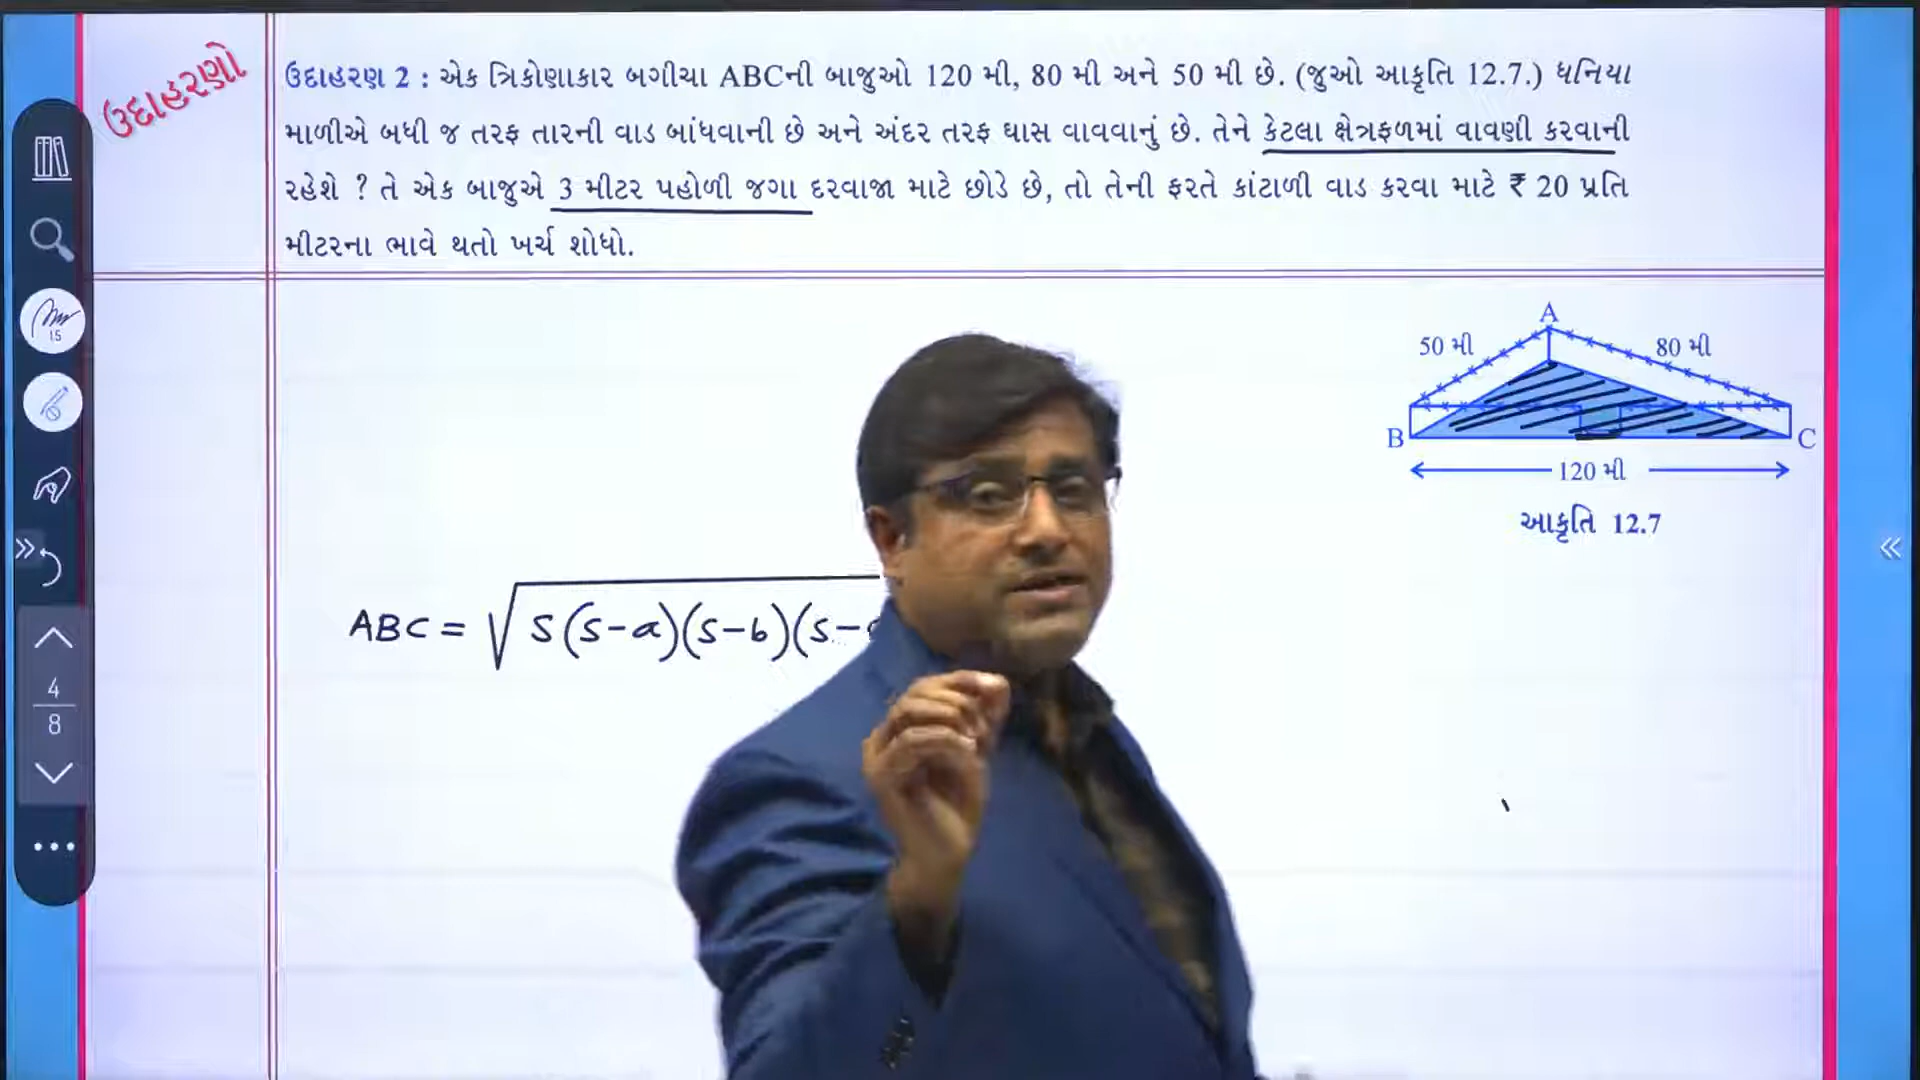 ઉદાહરણો
ઉદાહરણ 2 : એક ત્રિકોણાકાર બગીચા ABCની બાજુઓ 120 મી, 80 મી અને 50 મી છે. (જુઓ આકૃતિ 12.7.) ધનિયા
માળીએ બધી જ તરફ તારની વાડ બાંધવાની છે અને અંદર તરફ ઘાસ વાવવાનું છે. તેને કેટલા ક્ષેત્રફળમાં વાવણી કરવાની
રહેશે ? તે એક બાજુએ 3 મીટર પહોળી જગા દરવાજા માટે છોડે છે, તો તેની ફરતે કાંટાળી વાડ કરવા માટે ₹ 20 પ્રતિ
મીટરના ભાવે થતો ખર્ચ શોધો.
15
A
50 મી
80 મી
B
C
120 મી
આકૃતિ 12.7
ABC = √ s(s-a)(s-b)(s-
4
8